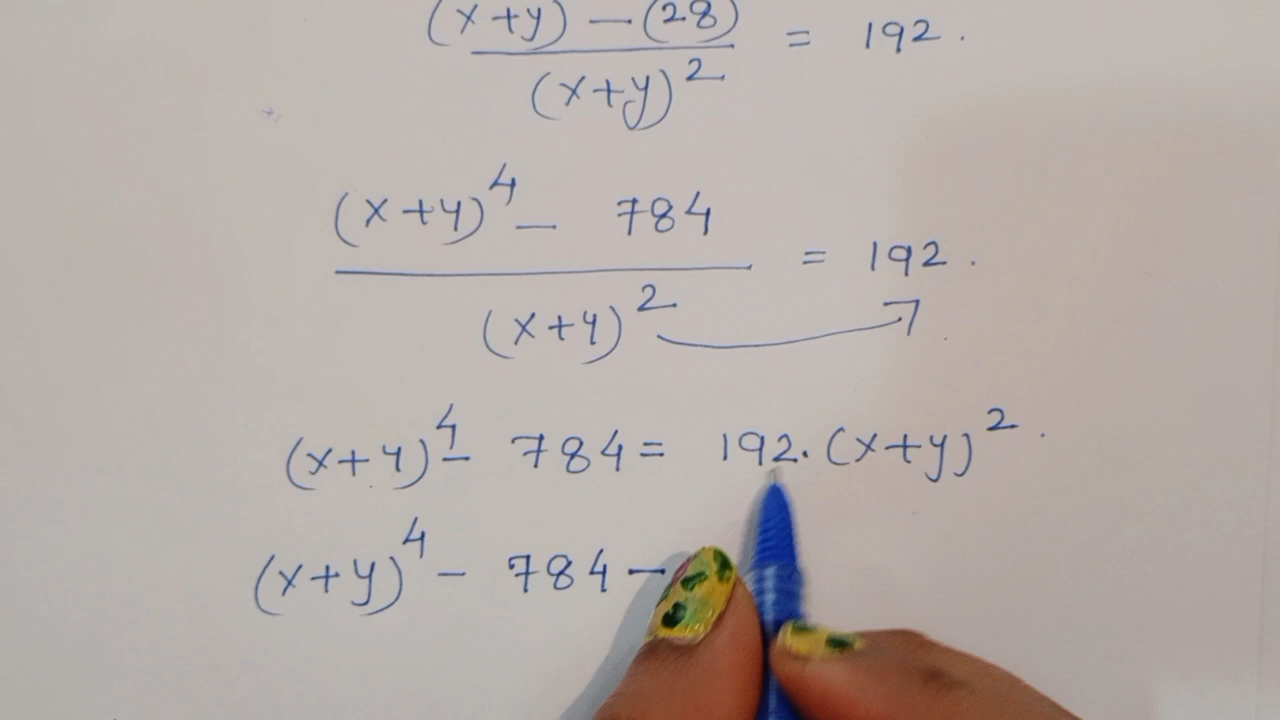 (x+y) — (28)
(x+y)² = 192.
(x+y)⁴ — 784
(x+y)² = 192.
(x+y)⁴ – 784 = 192.(x+y)².
(x+y)⁴ – 784 –